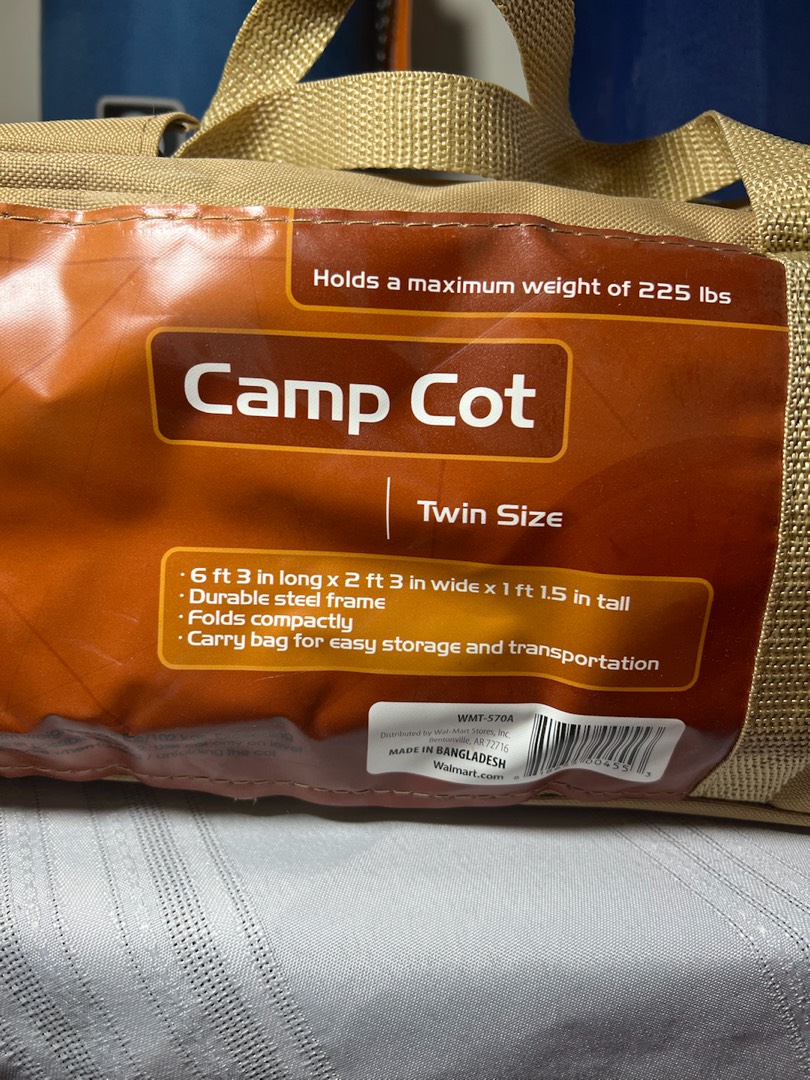 Holds a maximum weight of 225 lbs
Camp Cot
Twin Size
· 6 ft 3 in long x 2 ft 3 in wide x 1 ft 1.5 in tall
· Durable steel frame
· Folds compactly
· Carry bag for easy storage and transportation
WMT-570A
Distributed by Wal-Mart Stores, Inc.
Bentonville, AR 72716
MADE IN BANGLADESH
Walmart.com